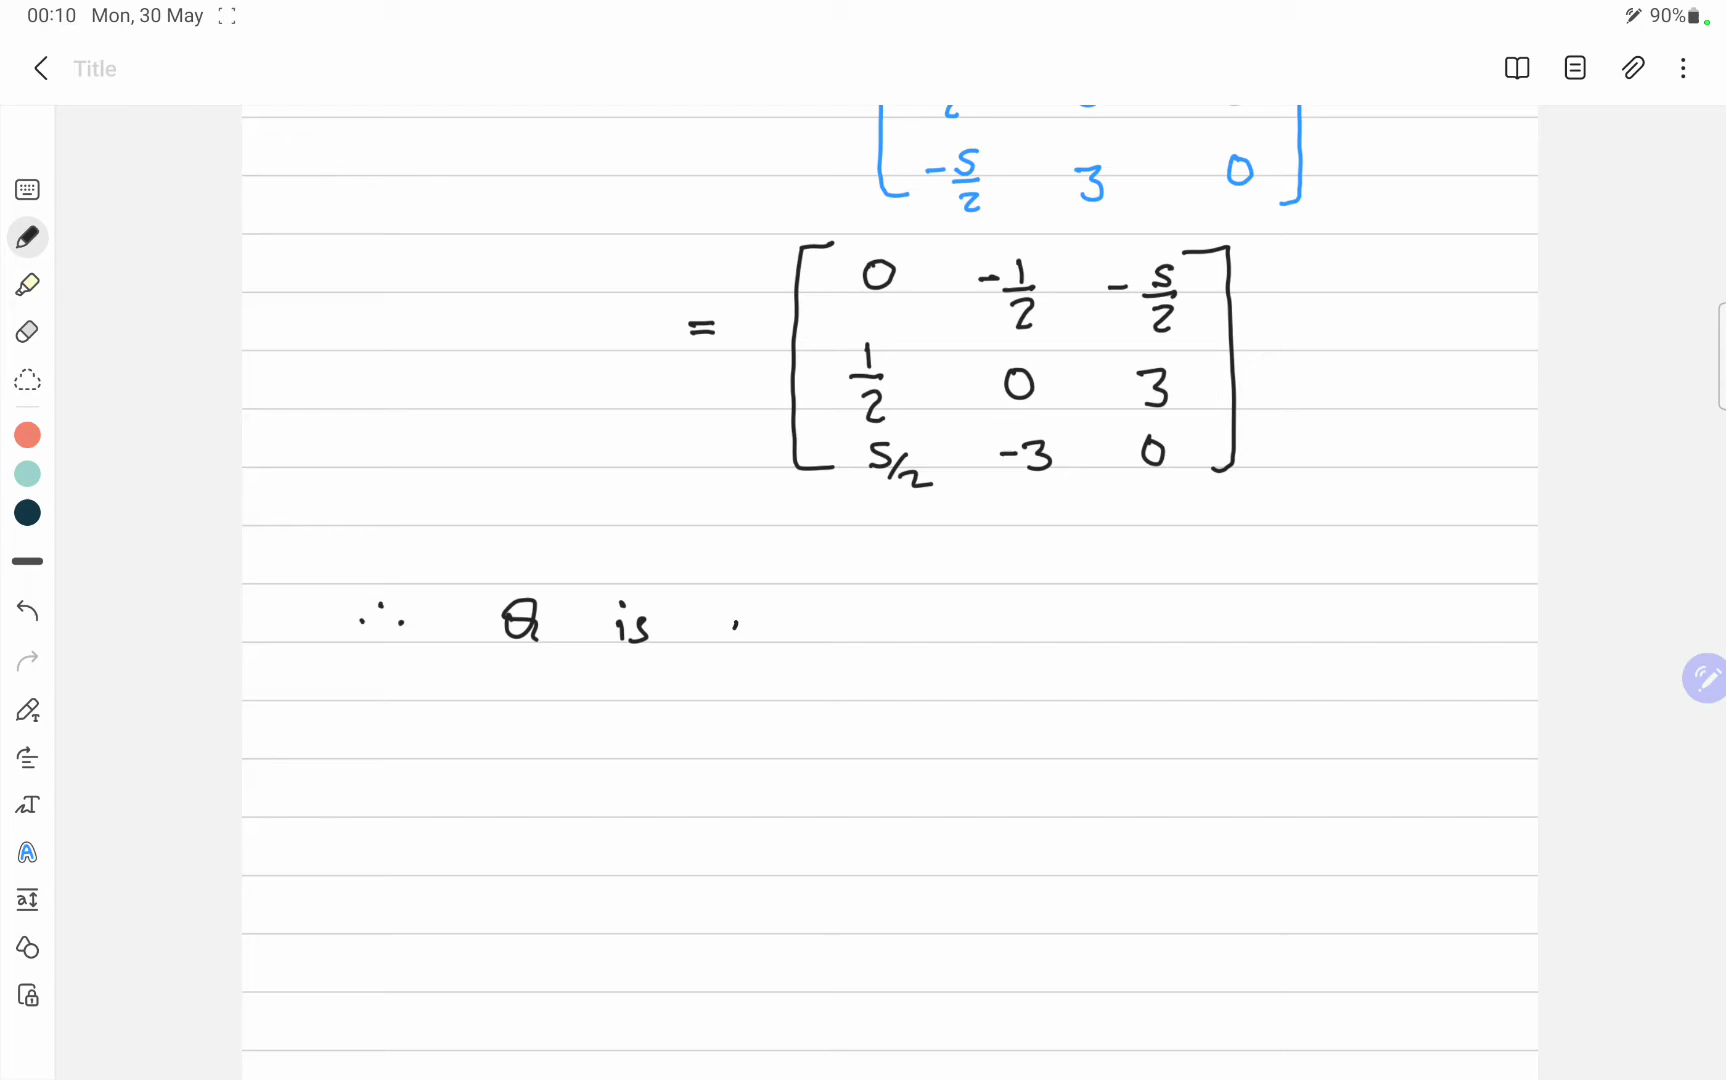 00:10 Mon, 30 May 90%
Title
2
-5/2 3 0
0 -1/2 -5/2
= 1/2 0 3
5/2 -3 0
∴ Q is